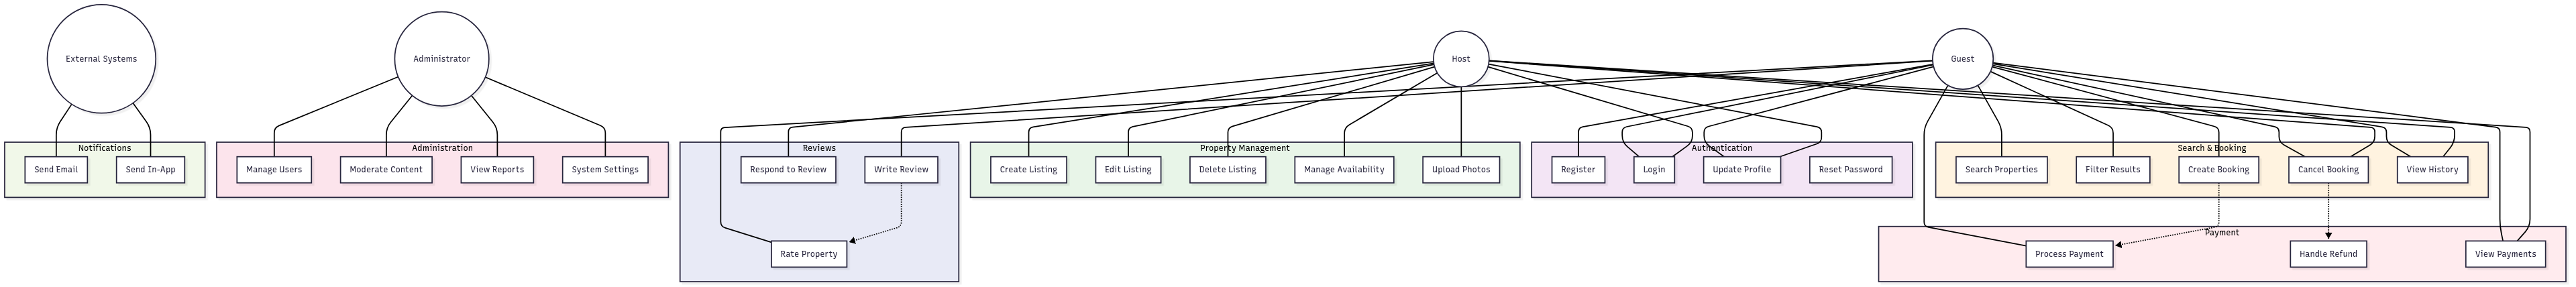 External Systems
Administrator
Host
Guest
Notifications
Send Email
Send In-App
Administration
Manage Users
Moderate Content
View Reports
System Settings
Reviews
Respond to Review
Write Review
Rate Property
Property Management
Create Listing
Edit Listing
Delete Listing
Manage Availability
Upload Photos
Authentication
Register
Login
Update Profile
Reset Password
Search & Booking
Search Properties
Filter Results
Create Booking
Cancel Booking
View History
Payment
Process Payment
Handle Refund
View Payments